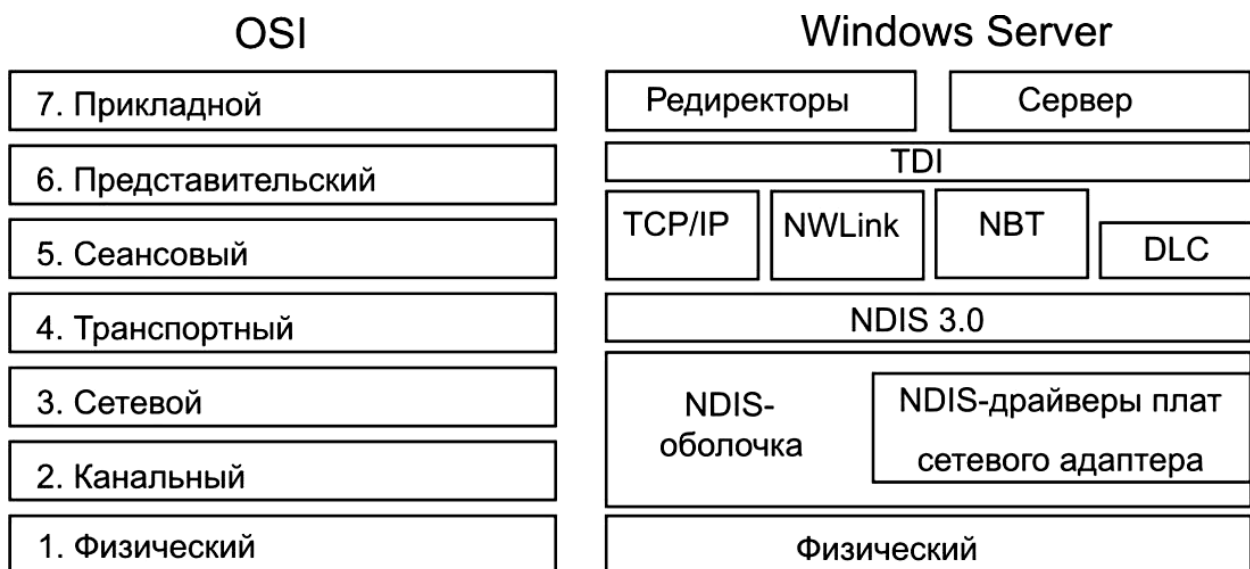 OSI
7. Прикладной
6. Представительский
5. Сеансовый
4. Транспортный
3. Сетевой
2. Канальный
1. Физический
Windows Server
Редиректоры
Сервер
TDI
TCP/IP
NWLink
NBT
DLC
NDIS 3.0
NDIS-
оболочка
NDIS-драйверы плат
сетевого адаптера
Физический